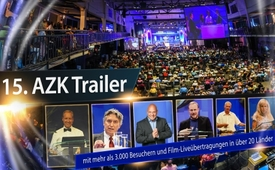 15. AZK Trailer
mit mehr als 3.000 Besuchern und Film-Liveübertragungen in über 20 Länder